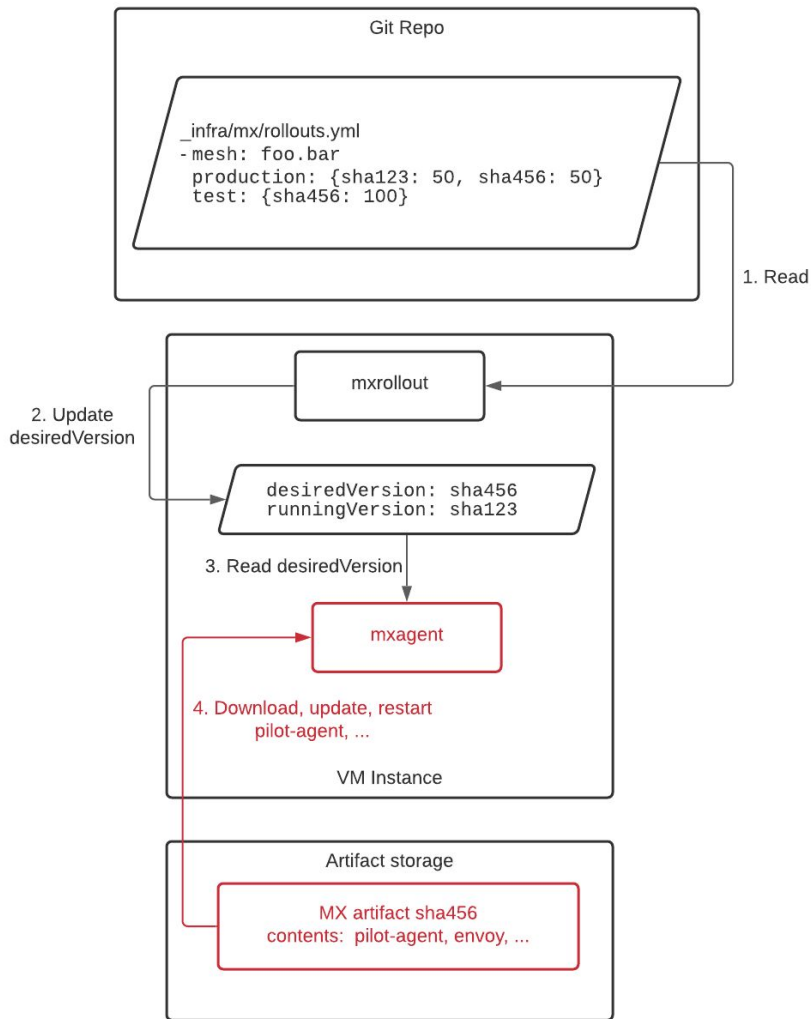 Git Repo
_infra/mx/rollouts.yml
- mesh: foo.bar
production: {sha123: 50, sha456: 50}
test: {sha456: 100}
1. Read
mxrollout
2. Update
desiredVersion
desiredVersion: sha456
runningVersion: sha123
3. Read desiredVersion
mxagent
4. Download, update, restart
pilot-agent, ...
VM Instance
Artifact storage
MX artifact sha456
contents: pilot-agent, envoy, ...